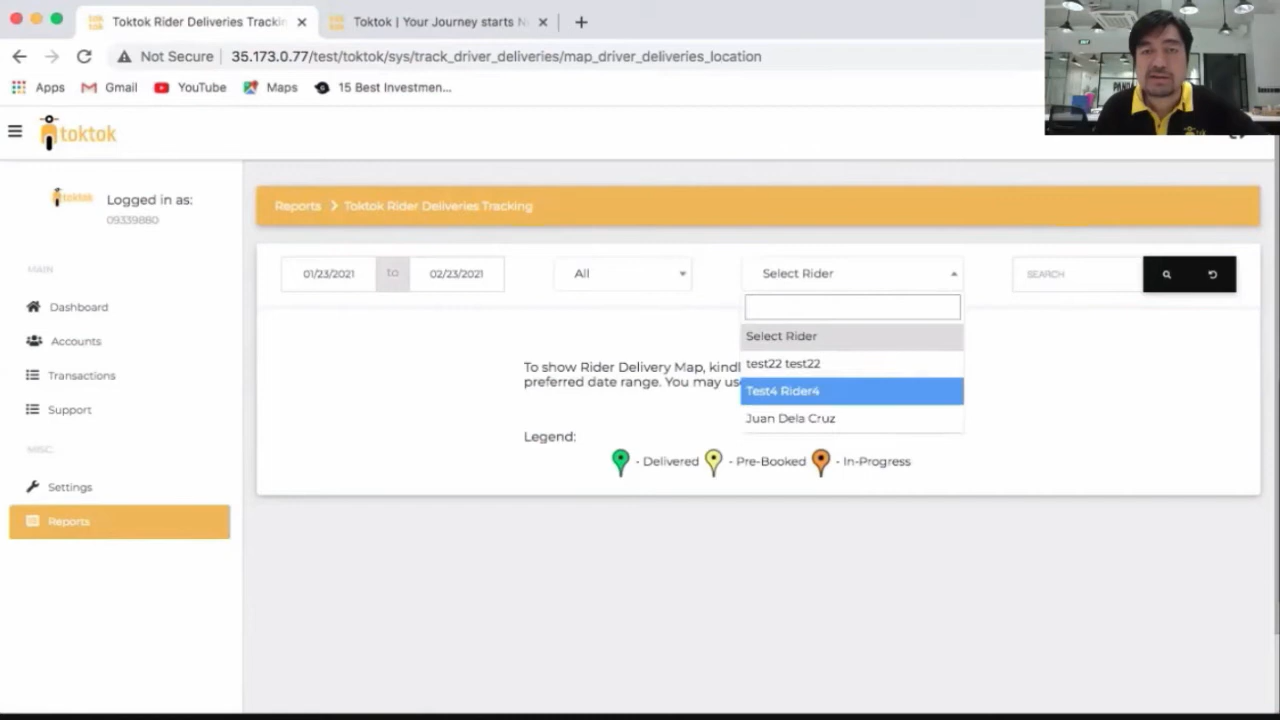 Toktok Rider Deliveries Trackin
Toktok | Your Journey starts N
Not Secure
35.173.0.77/test/toktok/sys/track_driver_deliveries/map_driver_deliveries_location
Apps
Gmail
YouTube
Maps
15 Best Investmen...
toktok
toktok
Logged in as:
09339880
MAIN
Dashboard
Accounts
Transactions
Support
MISC.
Settings
Reports
Reports > Toktok Rider Deliveries Tracking
01/23/2021 to 02/23/2021
All
Select Rider
SEARCH
Select Rider
test22 test22
Test4 Rider4
Juan Dela Cruz
To show Rider Delivery Map, kindl
preferred date range. You may us
Legend:
- Delivered - Pre-Booked - In-Progress